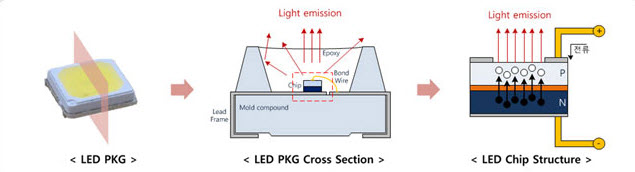 Light emission
Epoxy
Bond
Wire
Chip
Mold compound
Lead
Frame
Light emission
+
전류
P
N
-
< LED PKG >
< LED PKG Cross Section >
< LED Chip Structure >